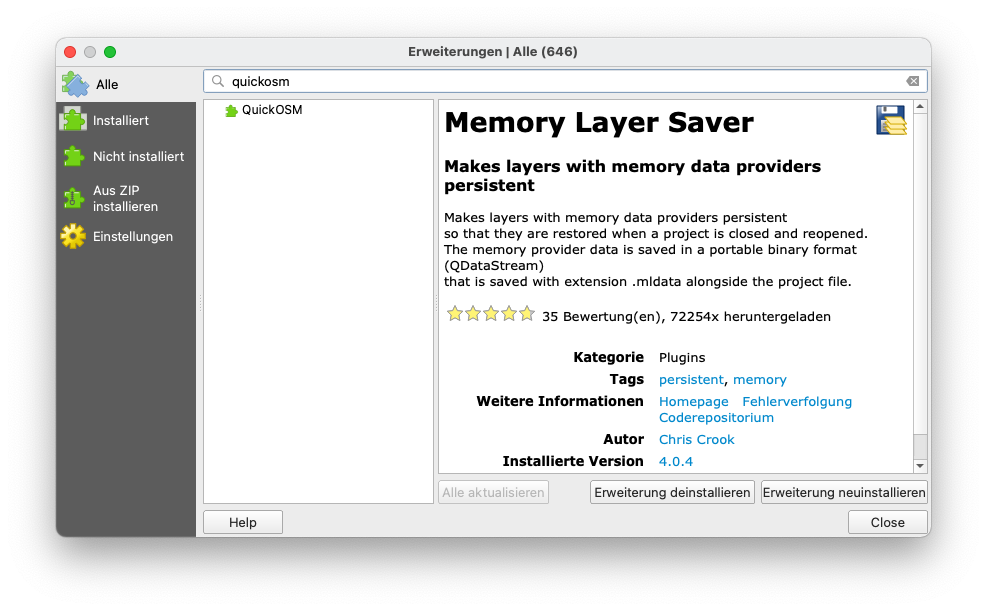 Erweiterungen | Alle (646)
Alle
Installiert
Nicht installiert
Aus ZIP
installieren
Einstellungen
quickosm
QuickOSM
Memory Layer Saver
Makes layers with memory data providers
persistent
Makes layers with memory data providers persistent
so that they are restored when a project is closed and reopened.
The memory provider data is saved in a portable binary format
(QDataStream)
that is saved with extension .mldata alongside the project file.
35 Bewertung(en), 72254x heruntergeladen
Kategorie Plugins
Tags persistent, memory
Weitere Informationen Homepage Fehlerverfolgung
Coderepositorium
Autor Chris Crook
Installierte Version 4.0.4
Alle aktualisieren Erweiterung deinstallieren Erweiterung neuinstallieren
Help Close